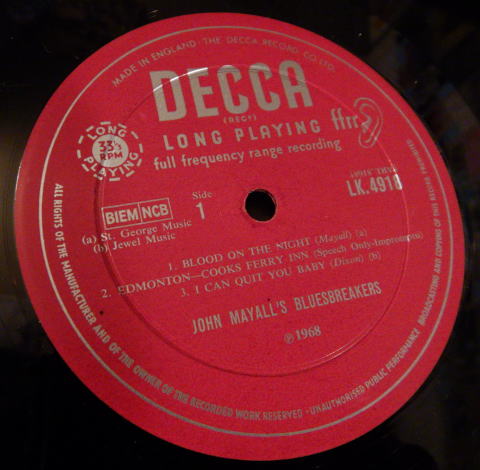 MADE IN ENGLAND · THE DECCA RECORD CO. LTD.
DECCA
(REGD)
LONG PLAYING ffrr
full frequency range recording
LONG
33⅓
RPM
PLAYING
LK.4918
BIEM NCB
Side
1
(a) St. George Music
(b) Jewel Music
1. BLOOD ON THE NIGHT (Mayall) (a)
2. EDMONTON—COOKS FERRY INN (Speech Only-Impromptu)
3. I CAN QUIT YOU BABY (Dixon) (b)
JOHN MAYALL'S BLUESBREAKERS
℗1968
ALL RIGHTS OF THE MANUFACTURER AND OF THE OWNER OF THE RECORDED WORK RESERVED · UNAUTHORISED PUBLIC PERFORMANCE BROADCASTING AND COPYING OF THIS RECORD PROHIBITED